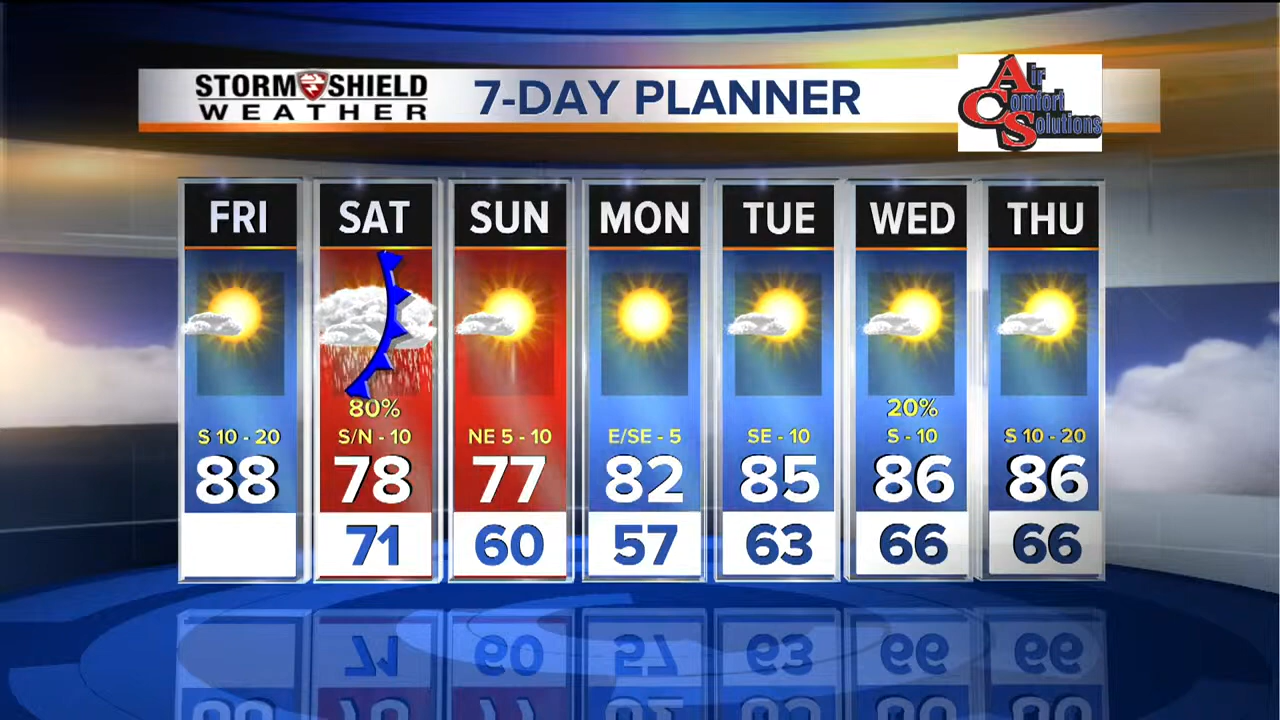 STORM SHIELD
WEATHER
7-DAY PLANNER
Air
Comfort
Solutions
FRI SAT SUN MON TUE WED THU
80% 20%
S 10 - 20 S/N - 10 NE 5 - 10 E/SE - 5 SE - 10 S - 10 S 10 - 20
88 78 77 82 85 86 86
71 60 57 63 66 66